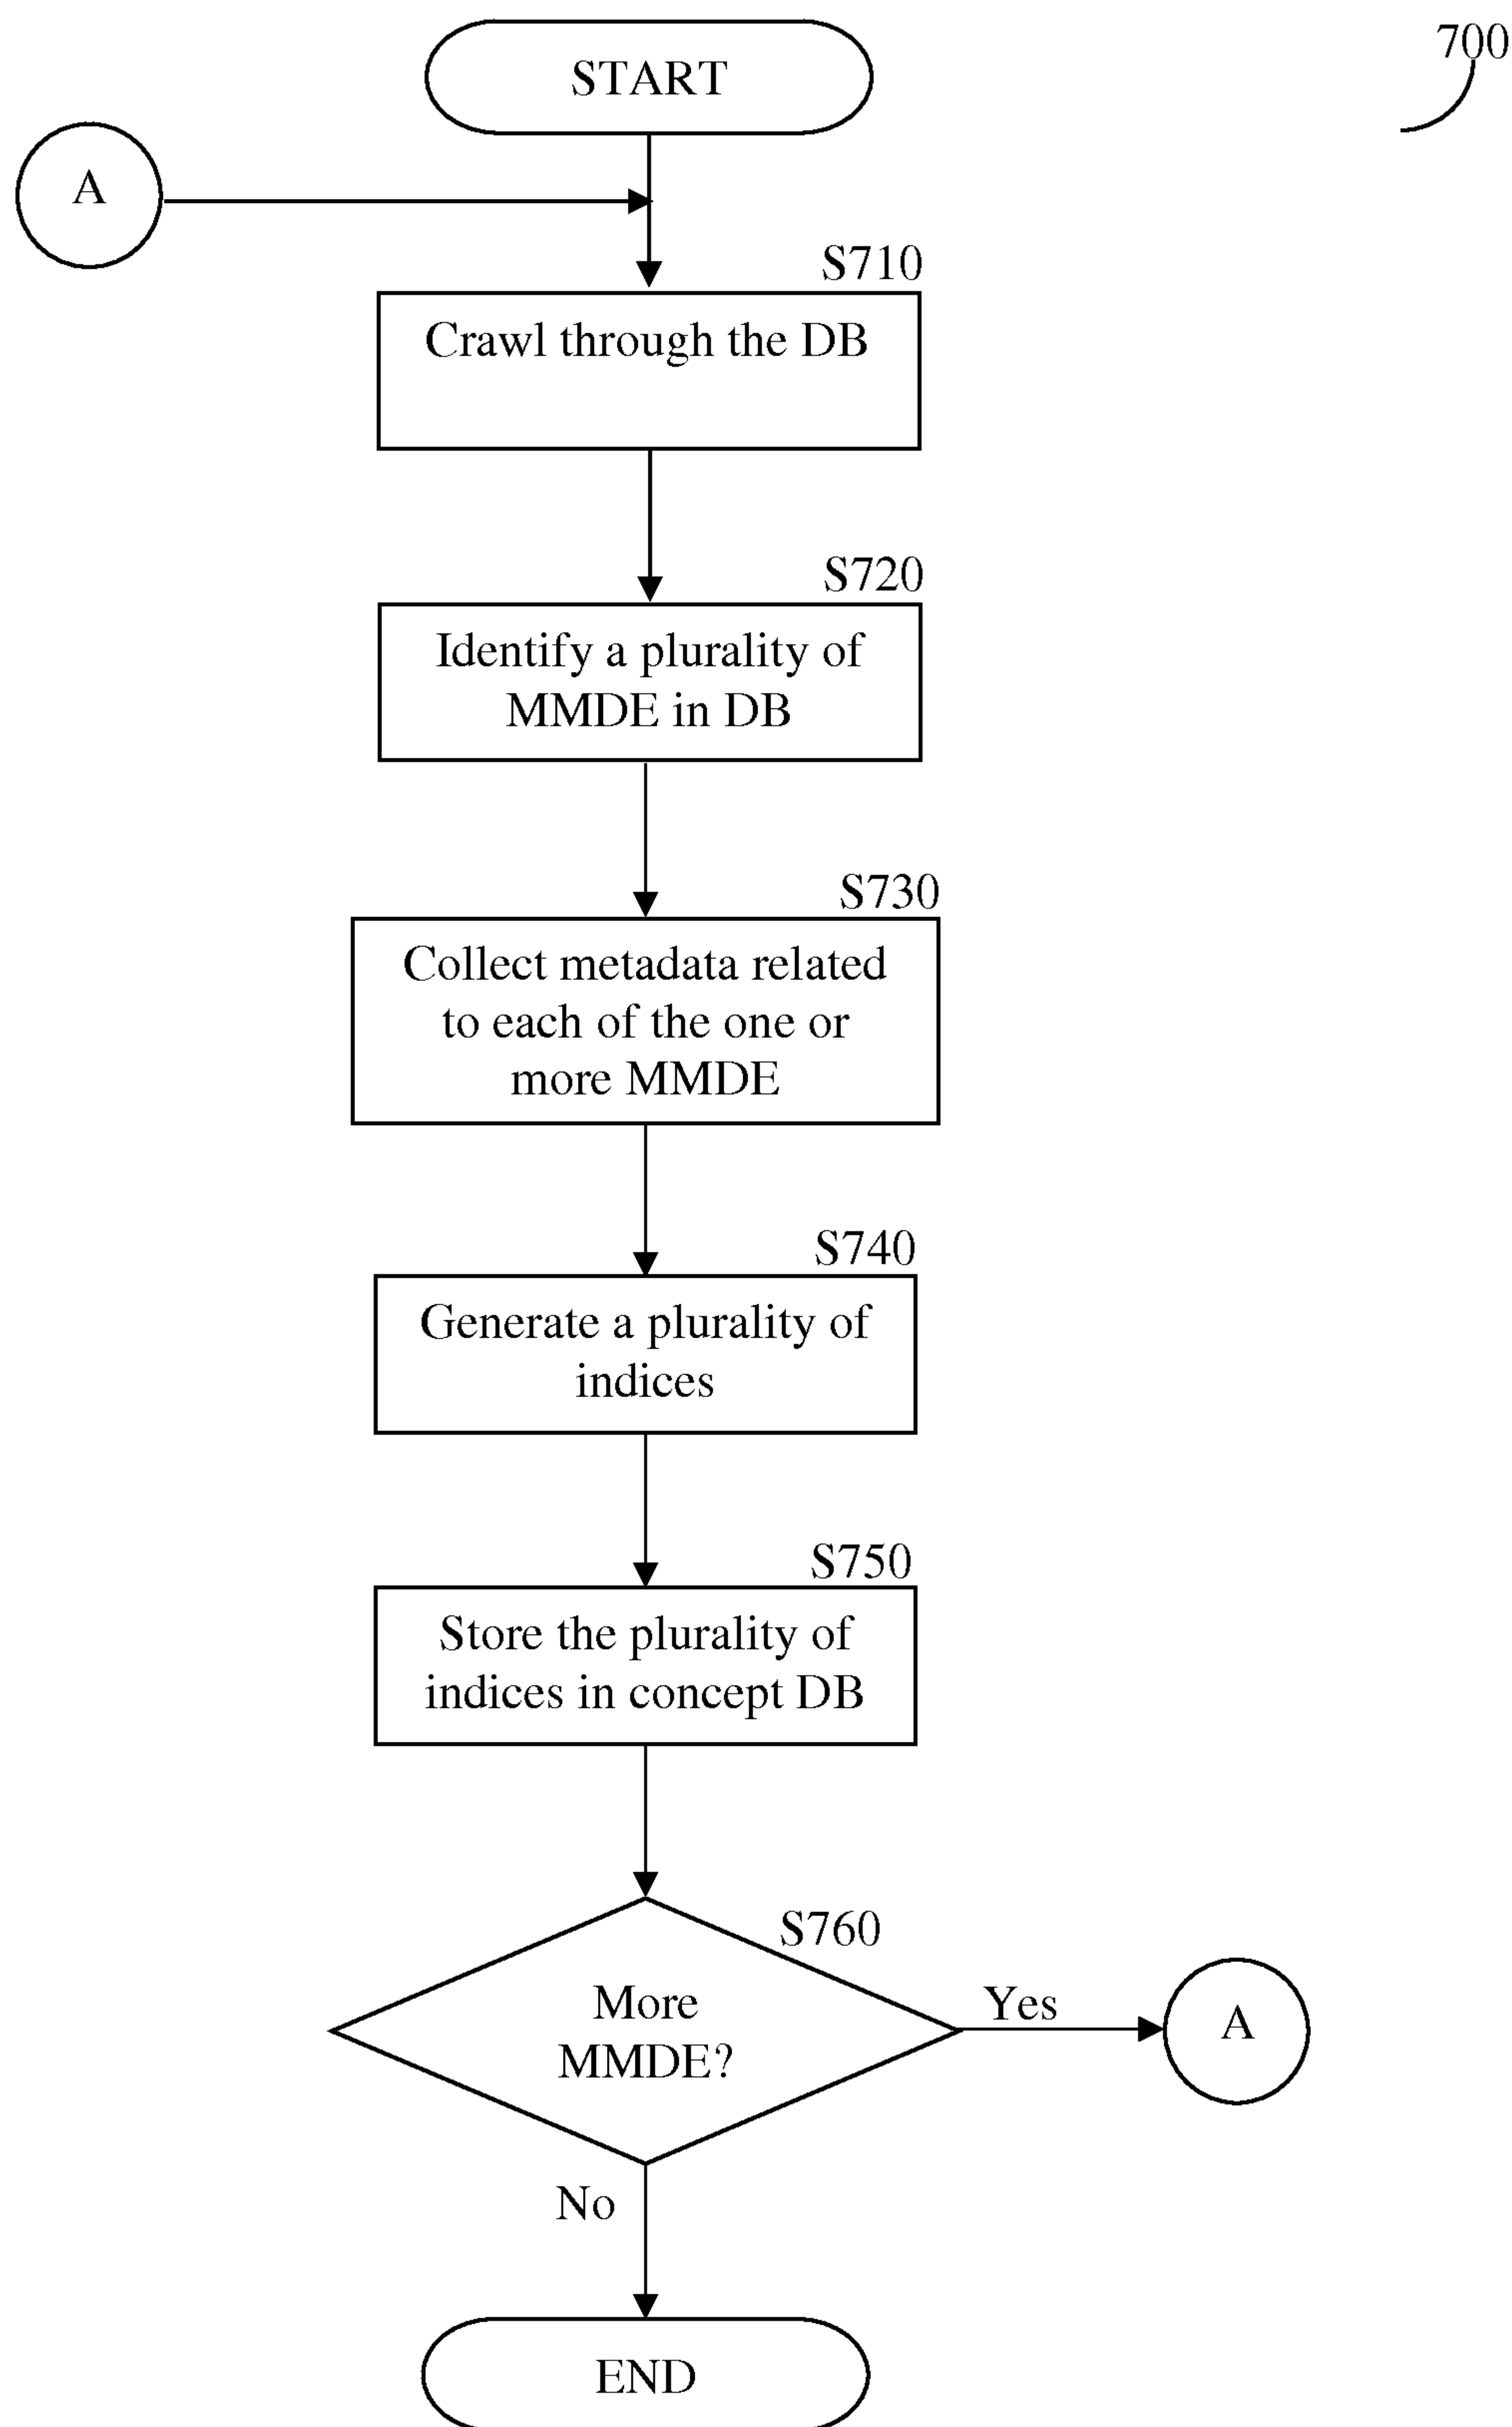 700
START
A
S710
Crawl through the DB
S720
Identify a plurality of
MMDE in DB
S730
Collect metadata related
to each of the one or
more MMDE
S740
Generate a plurality of
indices
S750
Store the plurality of
indices in concept DB
S760
More
MMDE?
Yes
A
No
END